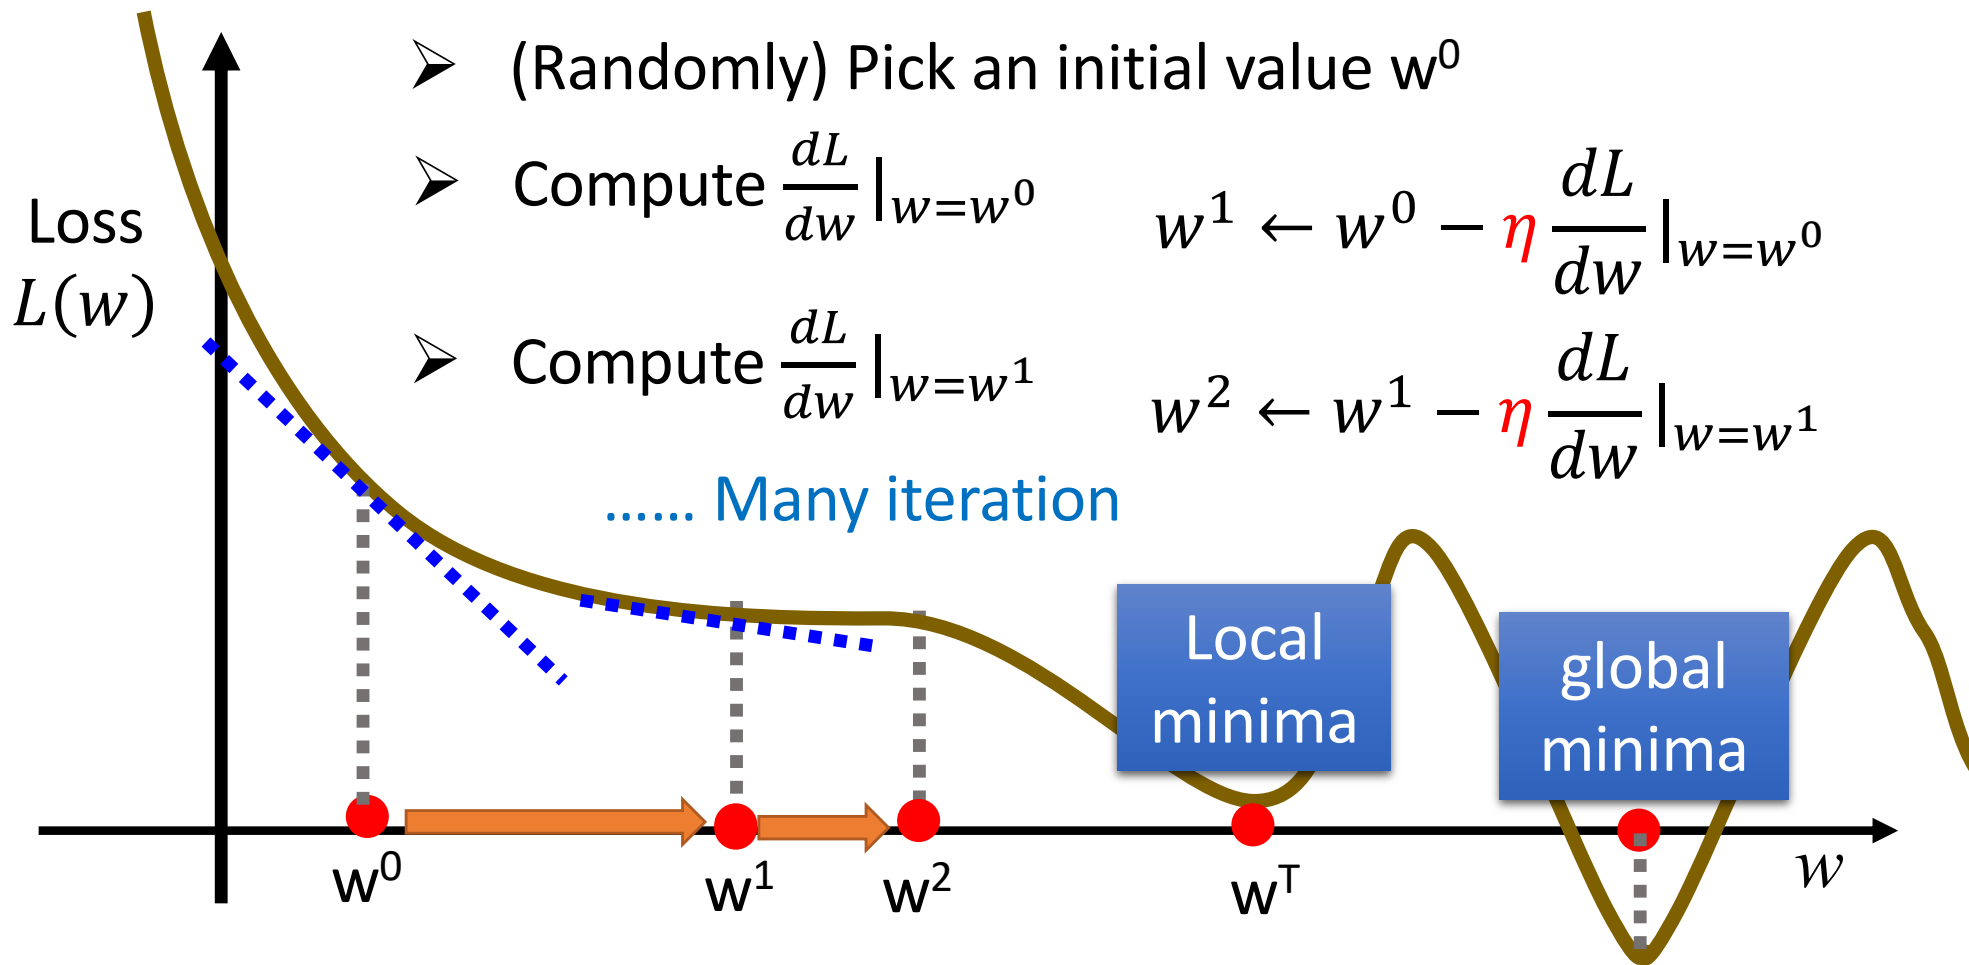 ➢ (Randomly) Pick an initial value w⁰
➢ Compute dL/dw |w=w⁰
w¹ ← w⁰ − η dL/dw |w=w⁰
Loss
L(w)
➢ Compute dL/dw |w=w¹
w² ← w¹ − η dL/dw |w=w¹
...... Many iteration
Local
minima
global
minima
w⁰
w¹
w²
wᵀ
w